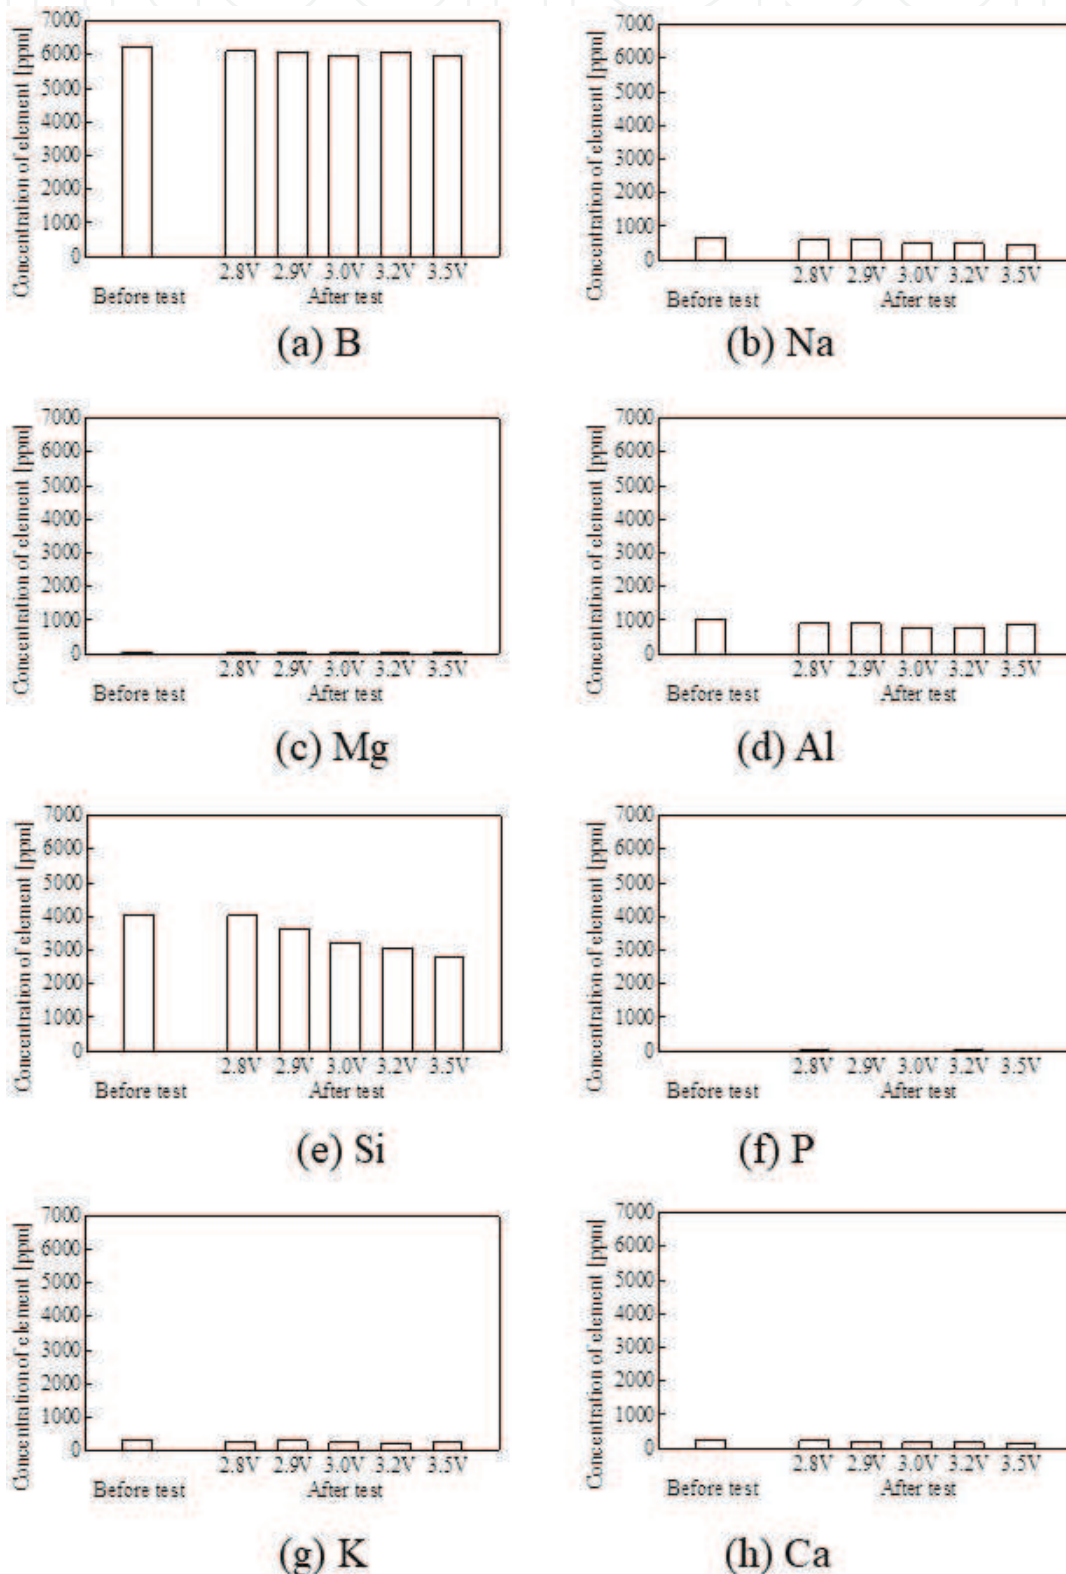 Concentration of element [ppm]
7000
6000
5000
4000
3000
2000
1000
0
2.8V 2.9V 3.0V 3.2V 3.5V
Before test After test
(a) B
Concentration of element [ppm]
7000
6000
5000
4000
3000
2000
1000
0
2.8V 2.9V 3.0V 3.2V 3.5V
Before test After test
(b) Na
Concentration of element [ppm]
7000
6000
5000
4000
3000
2000
1000
0
2.8V 2.9V 3.0V 3.2V 3.5V
Before test After test
(c) Mg
Concentration of element [ppm]
7000
6000
5000
4000
3000
2000
1000
0
2.8V 2.9V 3.0V 3.2V 3.5V
Before test After test
(d) Al
Concentration of element [ppm]
7000
6000
5000
4000
3000
2000
1000
0
2.8V 2.9V 3.0V 3.2V 3.5V
Before test After test
(e) Si
Concentration of element [ppm]
7000
6000
5000
4000
3000
2000
1000
0
2.8V 2.9V 3.0V 3.2V 3.5V
Before test After test
(f) P
Concentration of element [ppm]
7000
6000
5000
4000
3000
2000
1000
0
2.8V 2.9V 3.0V 3.2V 3.5V
Before test After test
(g) K
Concentration of element [ppm]
7000
6000
5000
4000
3000
2000
1000
0
2.8V 2.9V 3.0V 3.2V 3.5V
Before test After test
(h) Ca